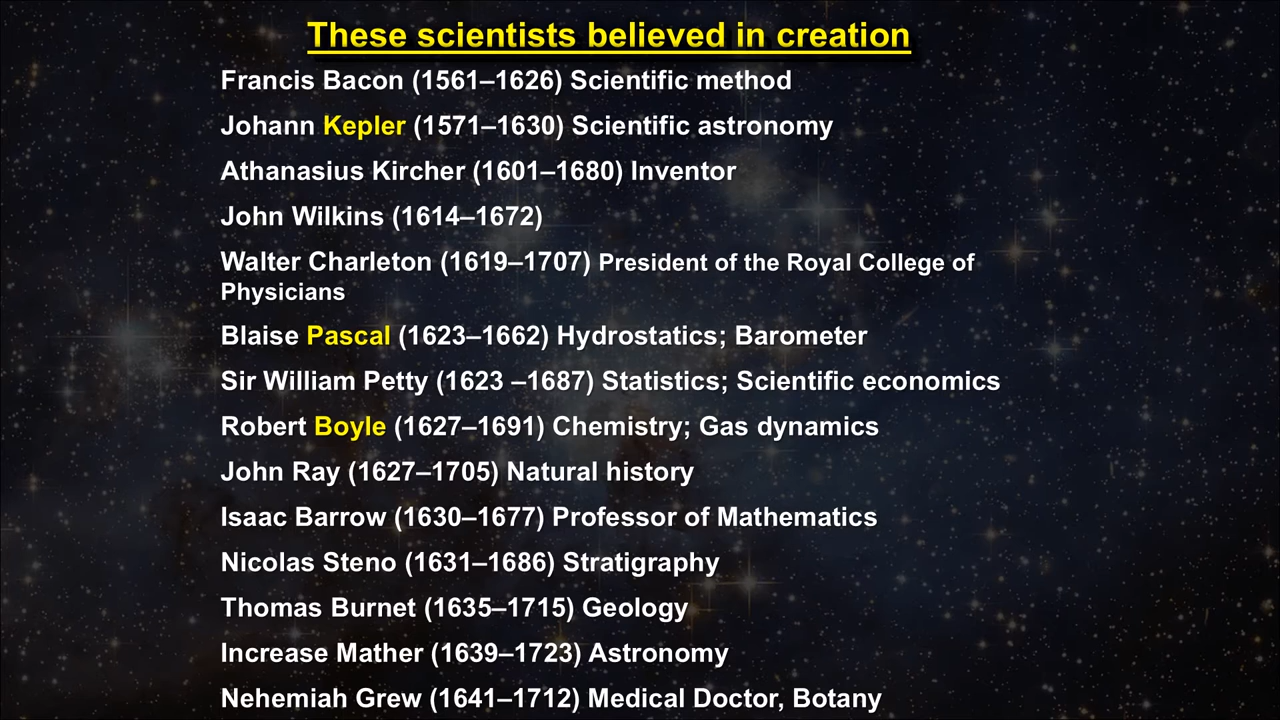 These scientists believed in creation
Francis Bacon (1561–1626) Scientific method
Johann Kepler (1571–1630) Scientific astronomy
Athanasius Kircher (1601–1680) Inventor
John Wilkins (1614–1672)
Walter Charleton (1619–1707) President of the Royal College of
Physicians
Blaise Pascal (1623–1662) Hydrostatics; Barometer
Sir William Petty (1623 –1687) Statistics; Scientific economics
Robert Boyle (1627–1691) Chemistry; Gas dynamics
John Ray (1627–1705) Natural history
Isaac Barrow (1630–1677) Professor of Mathematics
Nicolas Steno (1631–1686) Stratigraphy
Thomas Burnet (1635–1715) Geology
Increase Mather (1639–1723) Astronomy
Nehemiah Grew (1641–1712) Medical Doctor, Botany